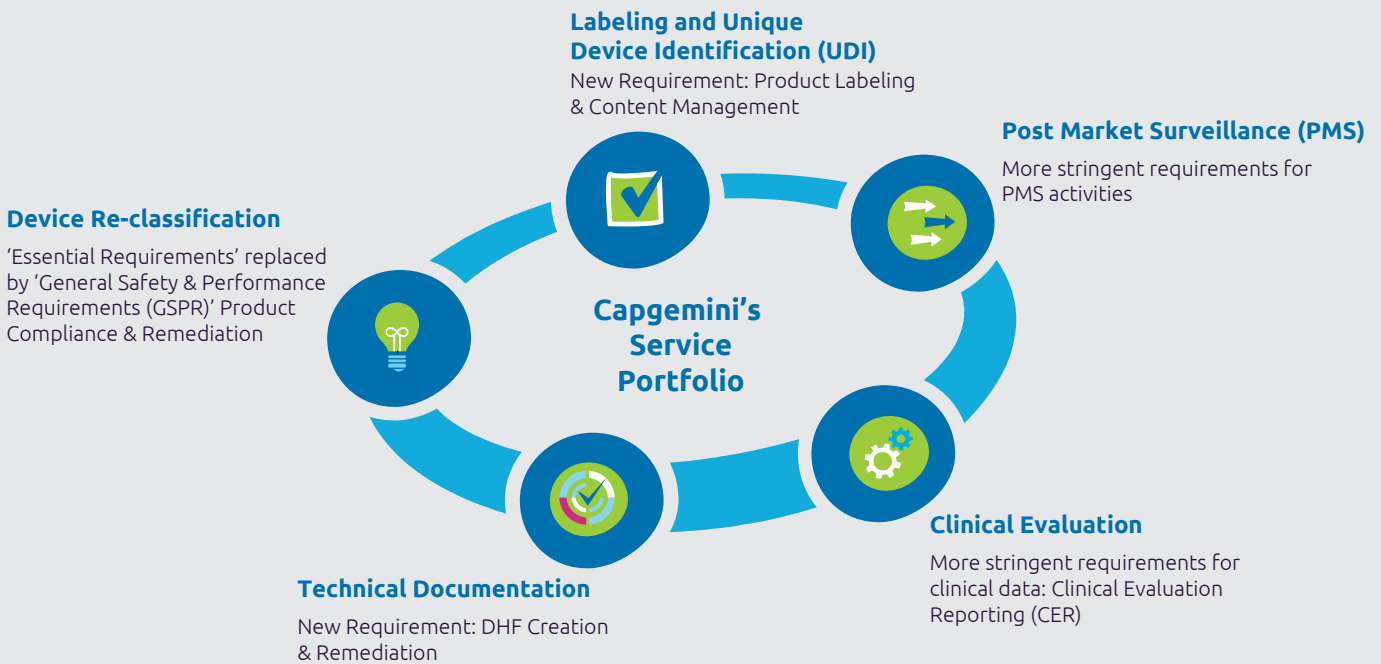 Labeling and Unique
Device Identification (UDI)
New Requirement: Product Labeling
& Content Management
Post Market Surveillance (PMS)
More stringent requirements for
PMS activities
Device Re-classification
‘Essential Requirements’ replaced
by ‘General Safety & Performance
Requirements (GSPR)’ Product
Compliance & Remediation
Capgemini’s
Service
Portfolio
Clinical Evaluation
More stringent requirements for
clinical data: Clinical Evaluation
Reporting (CER)
Technical Documentation
New Requirement: DHF Creation
& Remediation